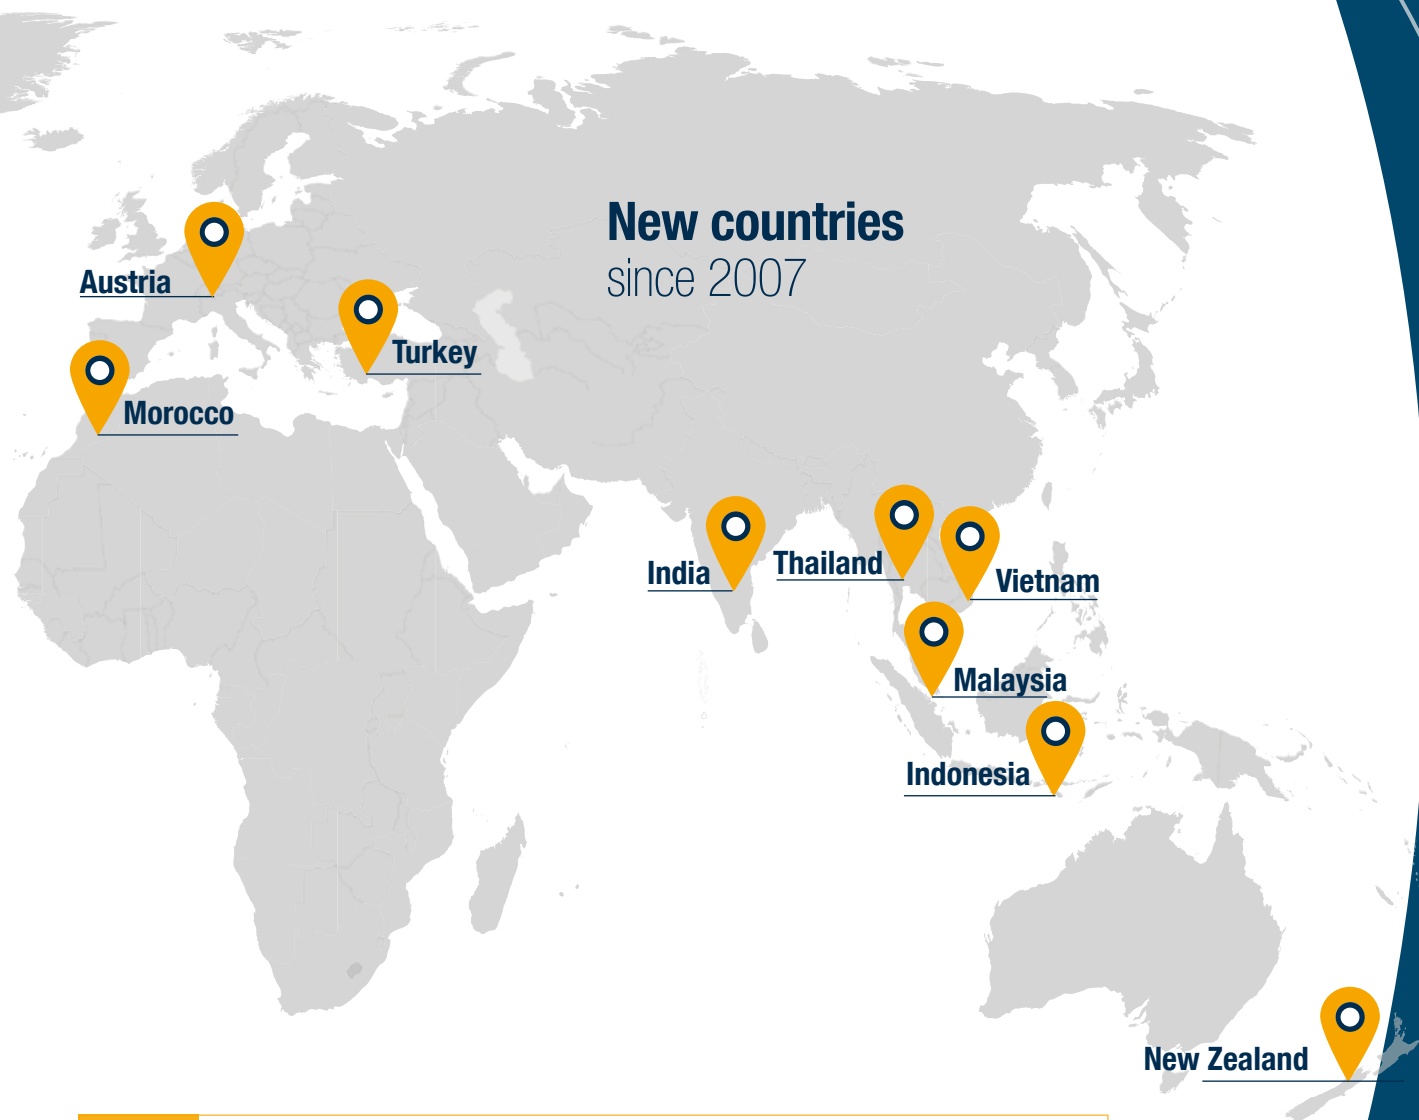 New countries
since 2007
Austria
Turkey
Morocco
India
Thailand
Vietnam
Malaysia
Indonesia
New Zealand